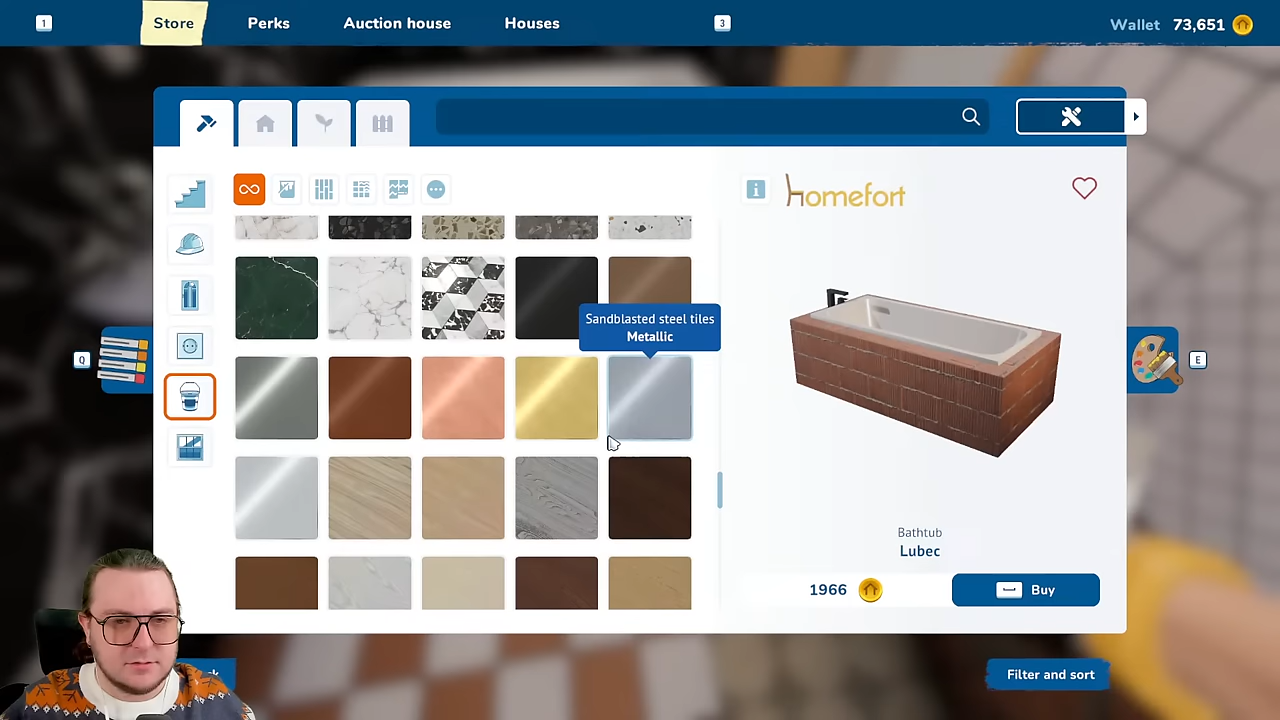 1
Store
Perks
Auction house
Houses
3
Wallet 73,651
homefort
Sandblasted steel tiles
Metallic
Q
E
Bathtub
Lubec
1966
Buy
Filter and sort